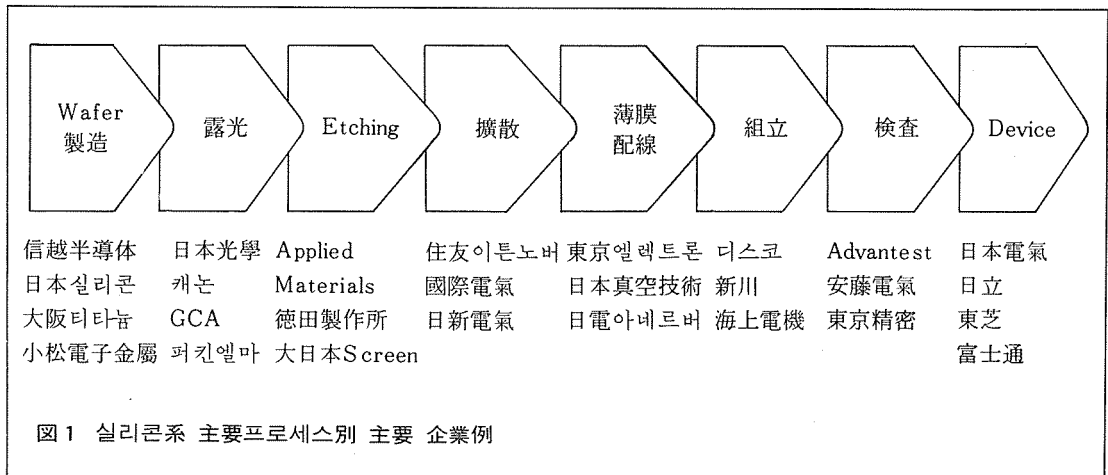 Wafer
製造
露光
Etching
擴散
薄膜
配線
組立
検査
Device
信越半導体
日本실리콘
大阪티타늄
小松電子金屬
日本光學
캐논
GCA
퍼킨엘마
Applied
Materials
徳田製作所
大日本Screen
住友이튼노버
國際電氣
日新電氣
東京엘렉트론
日本真空技術
日電아네르버
디스코
新川
海上電機
Advantest
安藤電氣
東京精密
日本電氣
日立
東芝
富士通
図1 실리콘系 主要프로세스別 主要 企業例